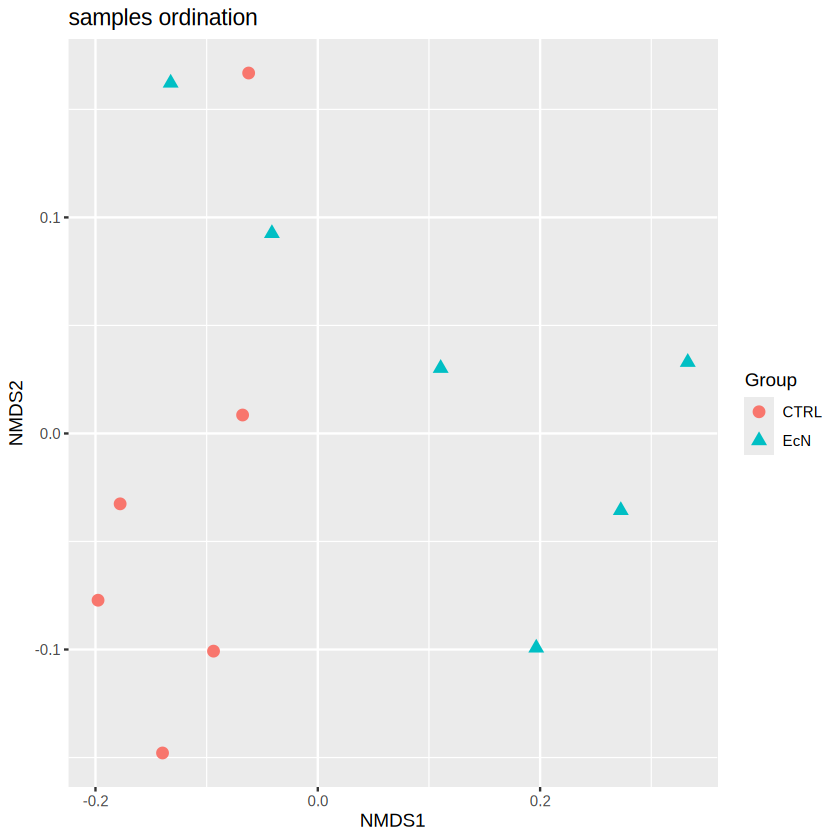 samples ordination
NMDS2
0.1
0.0
-0.1
-0.2
0.0
0.2
NMDS1
Group
CTRL
EcN